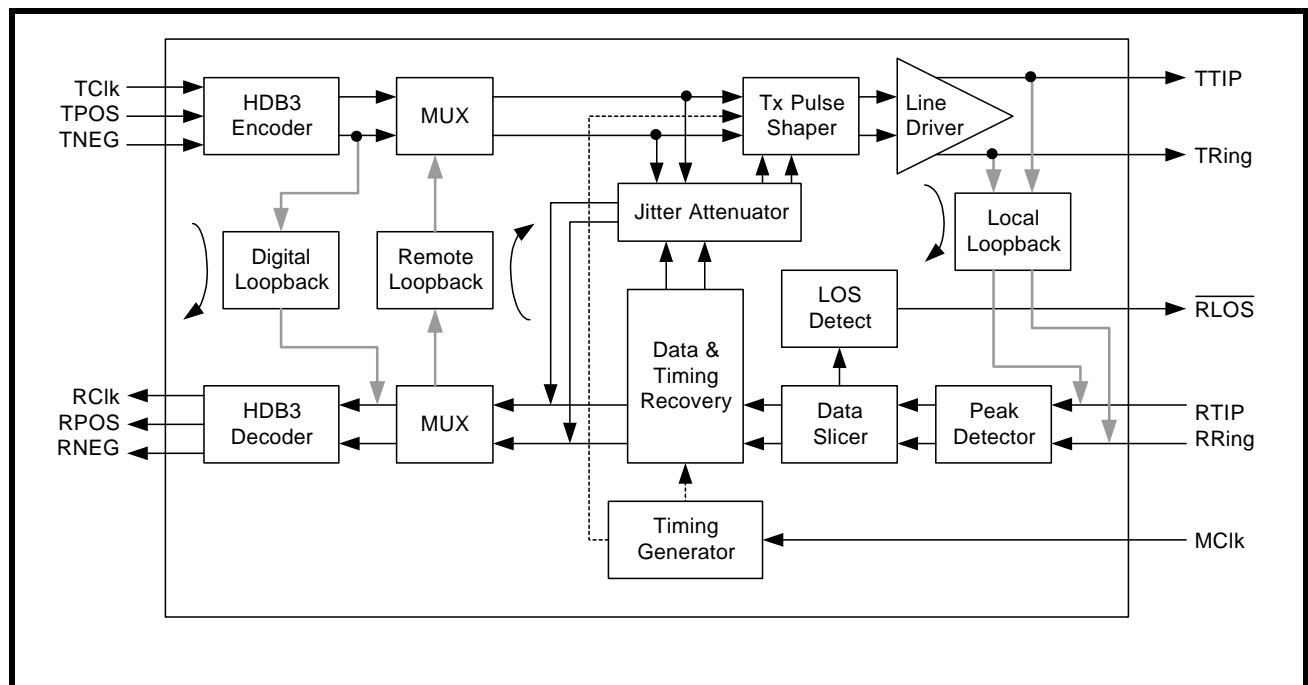 TClk
TPOS
TNEG
HDB3
Encoder
MUX
Tx Pulse
Shaper
Line
Driver
TTIP
TRing
Jitter Attenuator
Local
Loopback
Digital
Loopback
Remote
Loopback
LOS
Detect
RLOS
Data &
Timing
Recovery
RClk
RPOS
RNEG
HDB3
Decoder
MUX
Data
Slicer
Peak
Detector
RTIP
RRing
Timing
Generator
MClk